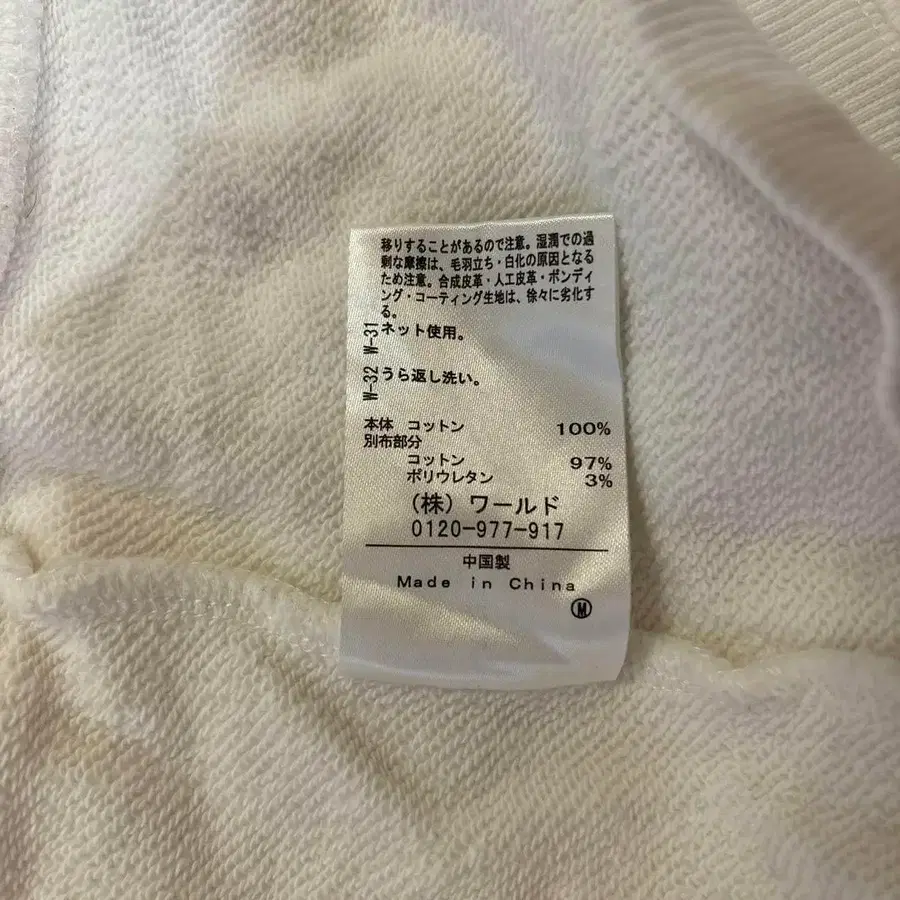 移りすることがあるので注意。湿潤での過
剰な摩擦は、毛羽立ち・白化の原因となる
ため注意。合成皮革・人工皮革・ボンディ
ング・コーティング生地は、徐々に劣化す
る。
W-31 ネット使用。
W-32 うら返し洗い。
本体 コットン 100%
別布部分
コットン 97%
ポリウレタン 3%
(株) ワールド
0120-977-917
中国製
Made in China
Ⓜ